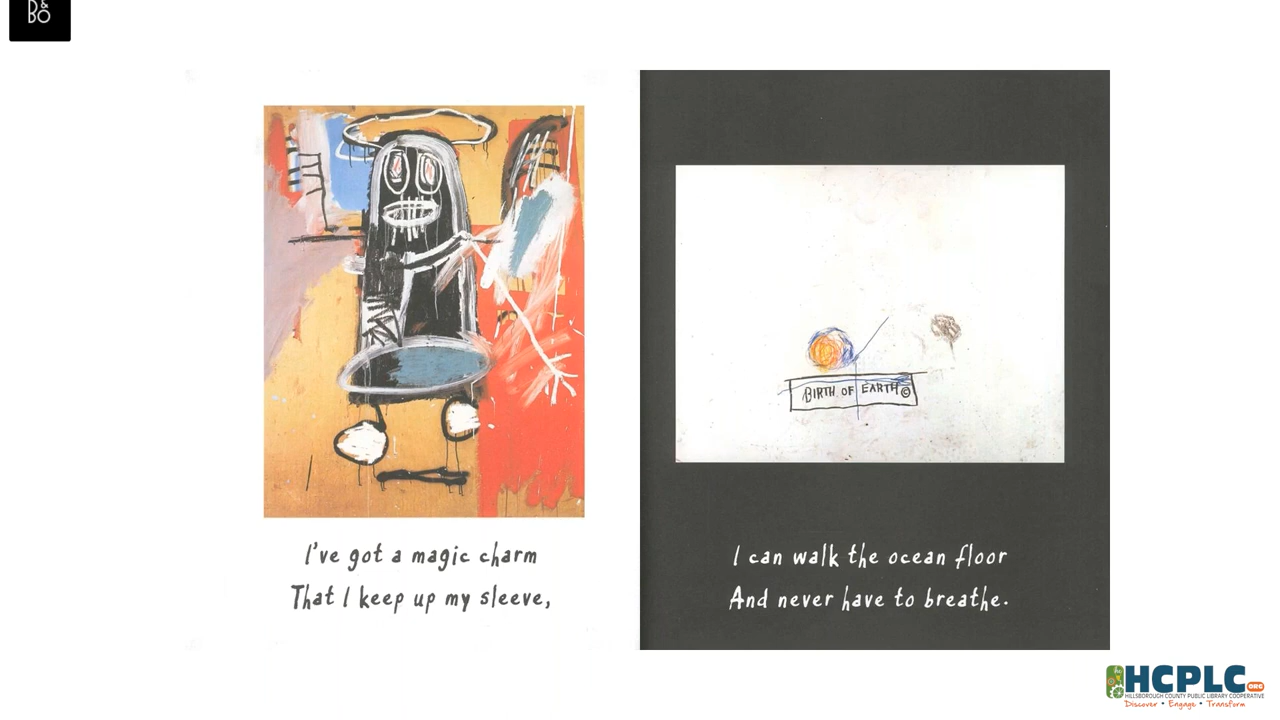 B&
BO
I've got a magic charm
That I keep up my sleeve,
BIRTH OF EARTH ©
I can walk the ocean floor
And never have to breathe.
HCPLC.ORG
HILLSBOROUGH COUNTY PUBLIC LIBRARY COOPERATIVE
Discover • Engage • Transform